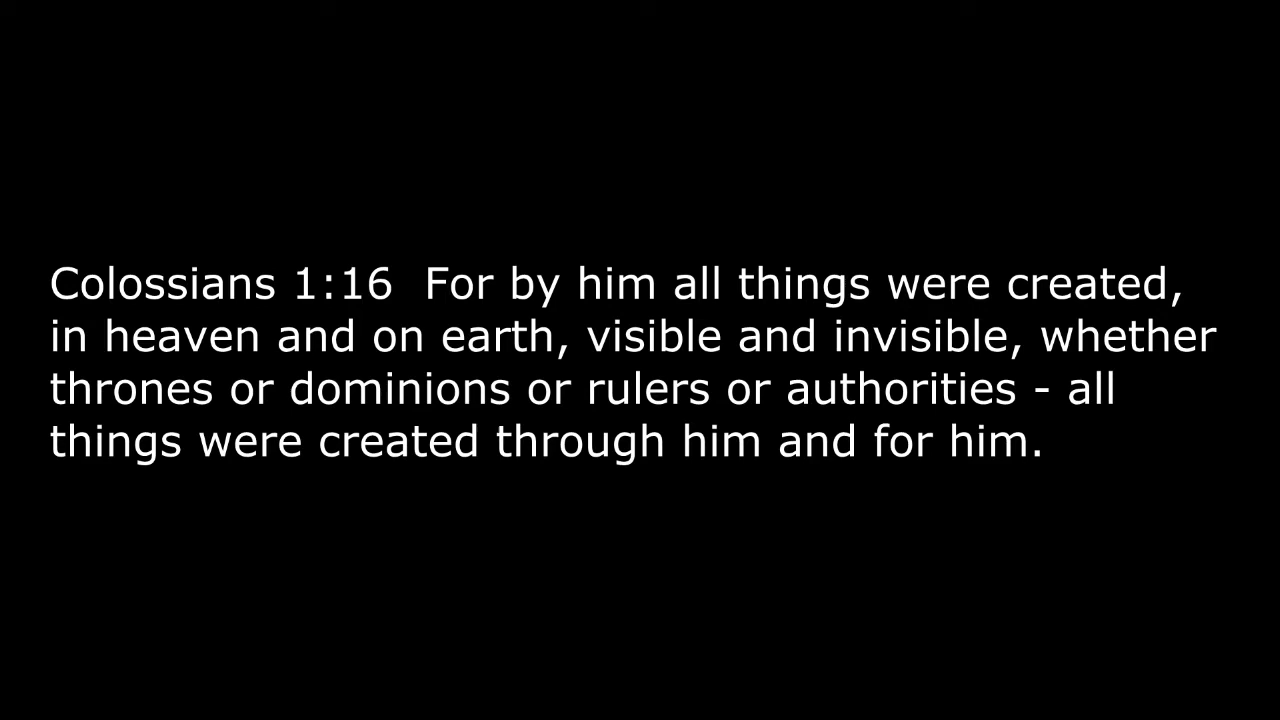 Colossians 1:16  For by him all things were created,
in heaven and on earth, visible and invisible, whether
thrones or dominions or rulers or authorities - all
things were created through him and for him.